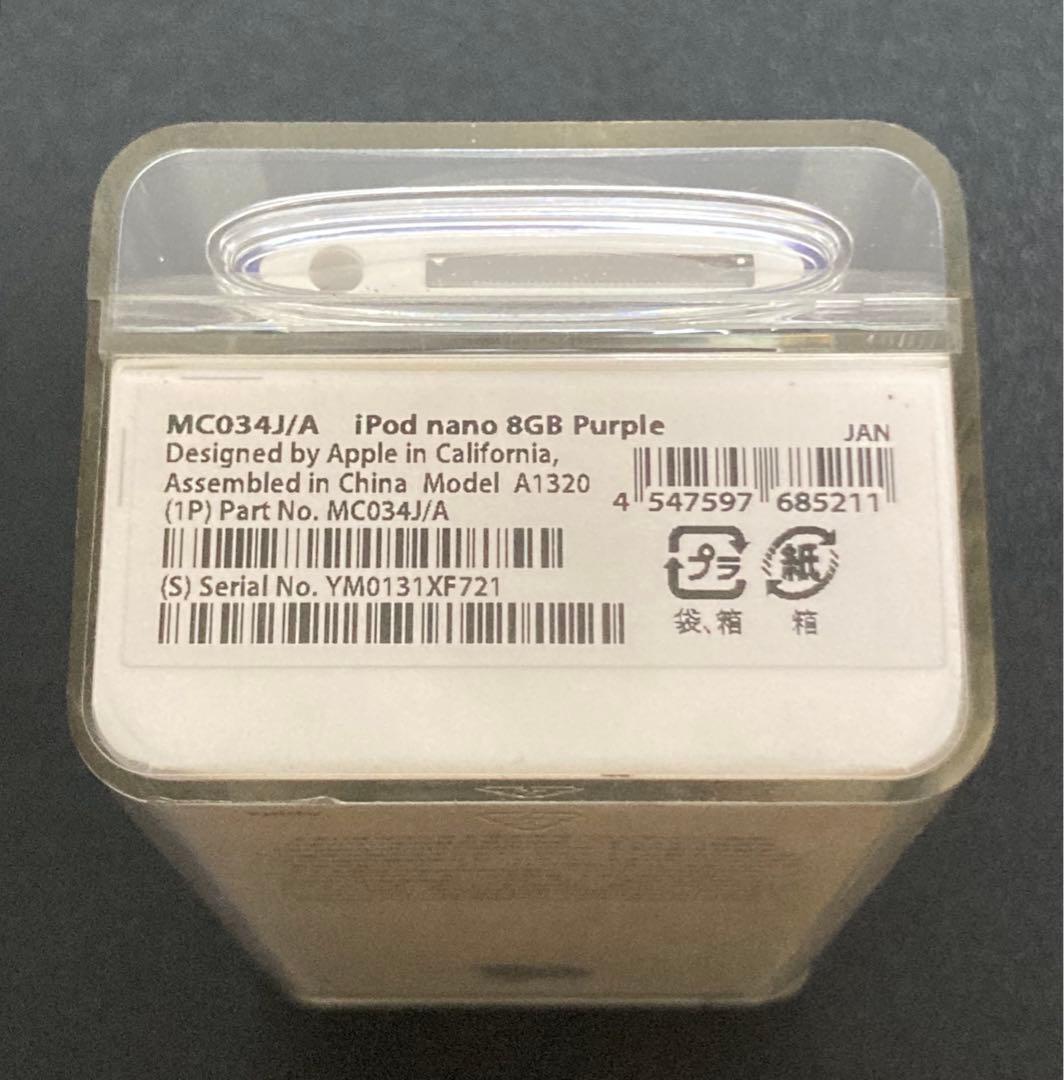 MC034J/A iPod nano 8GB Purple
Designed by Apple in California,
Assembled in China Model A1320
(1P) Part No. MC034J/A
(S) Serial No. YM0131XF721
JAN
4 547597 685211
プラ 紙
袋、箱 箱